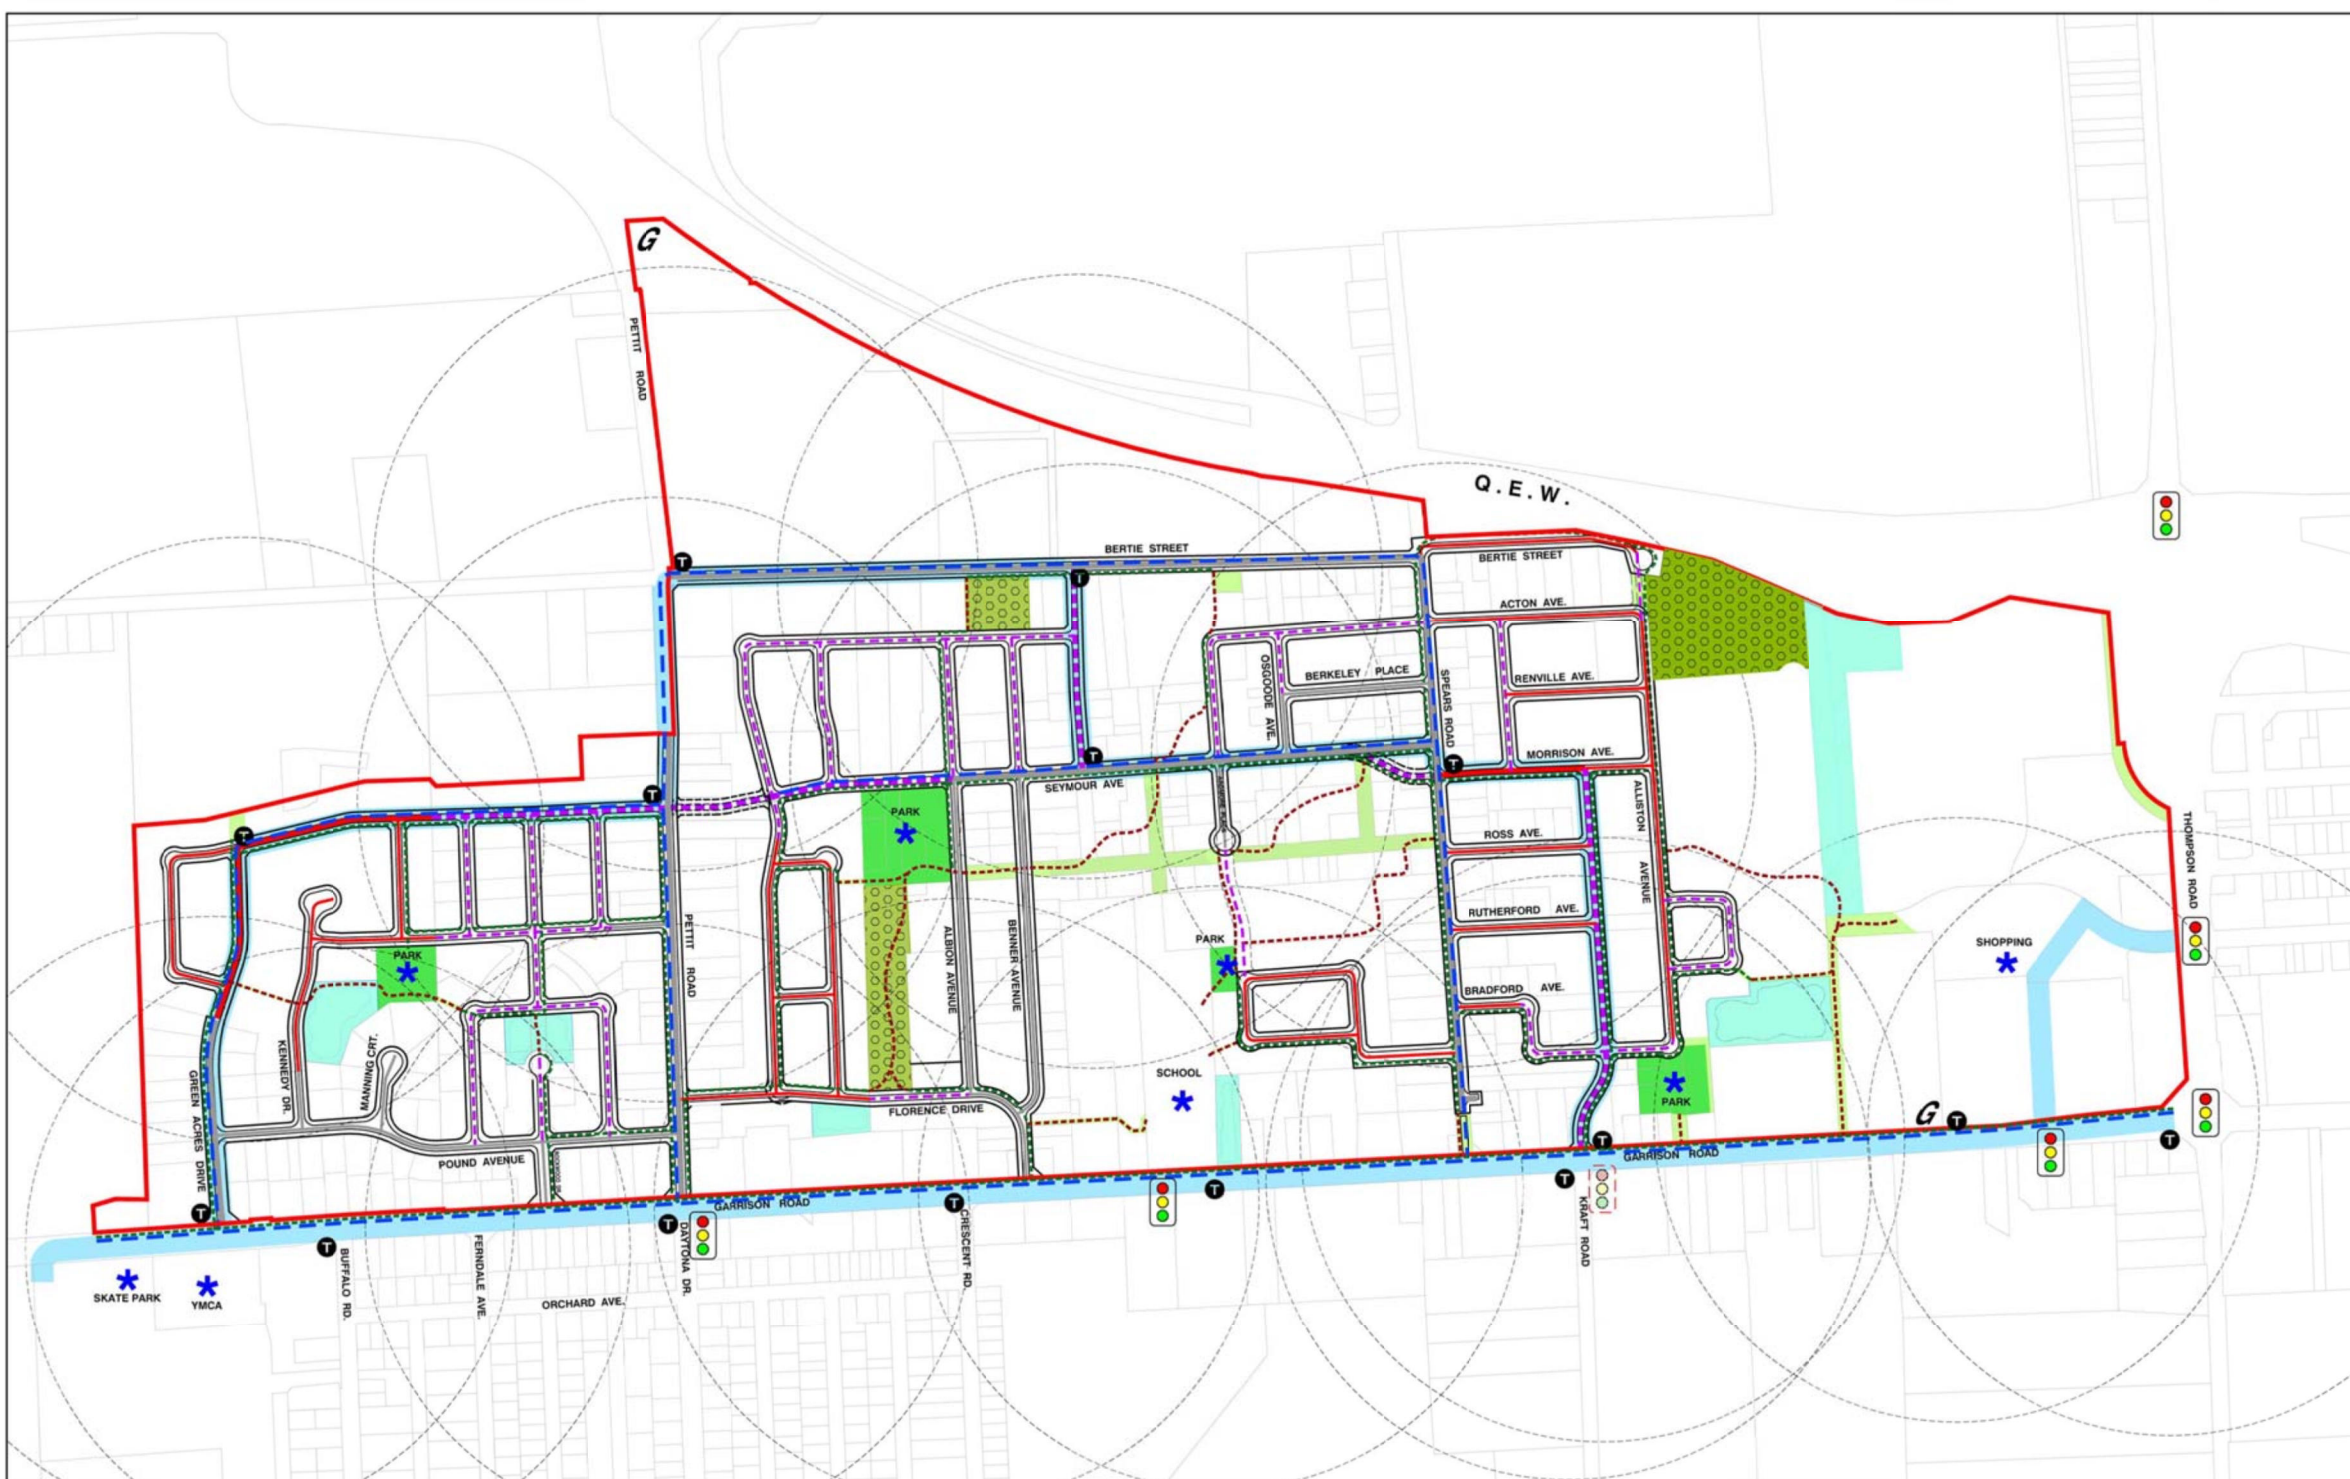 G
PETTIT ROAD
Q.E.W.
T
BERTIE STREET
BERTIE STREET
T
ACTON AVE.
OSGOODE AVE.
BERKELEY PLACE
SPEARS ROAD
RENVILLE AVE.
MORRISON AVE.
T
T
SEYMOUR AVE
T
T
PARK
ALLISTON AVENUE
ROSS AVE.
THOMPSON ROAD
RUTHERFORD AVE.
PETTIT ROAD
ALBION AVENUE
BENNER AVENUE
PARK
SHOPPING
PARK
BRADFORD AVE.
KENNEDY DR.
MANNING CRT.
GREEN ACRES DRIVE
SCHOOL
PARK
FLORENCE DRIVE
G
T
T
T
POUND AVENUE
GARRISON ROAD
T
T
T
GARRISON ROAD
T
T
T
SKATE PARK
YMCA
BUFFALO RD.
FERNDALE AVE.
ORCHARD AVE.
DAYTONA DR.
CRESCENT RD.
KRAFT ROAD